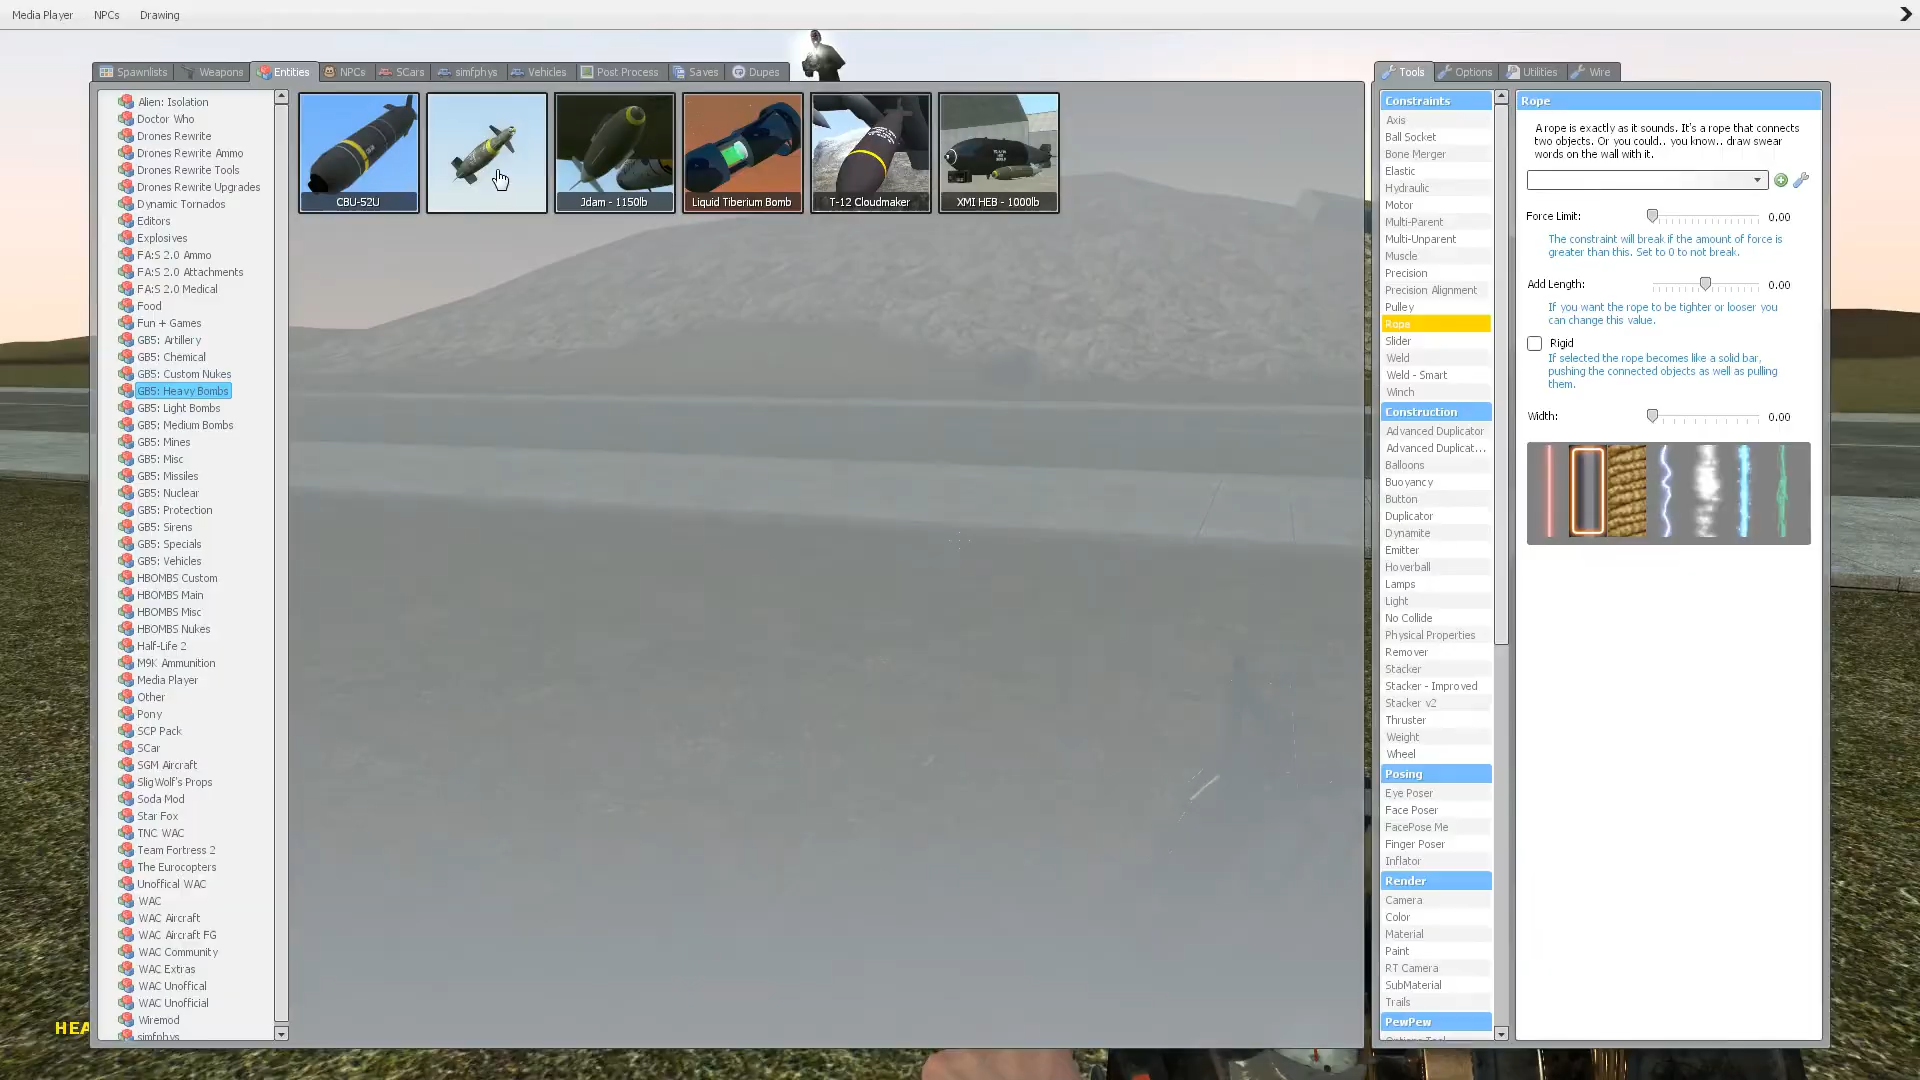 Media Player
NPCs
Drawing
Spawnlists
Weapons
Entities
NPCs
SCars
simfphys
Vehicles
Post Process
Saves
Dupes
Alien: Isolation
Doctor Who
Drones Rewrite
Drones Rewrite Ammo
Drones Rewrite Tools
Drones Rewrite Upgrades
Dynamic Tornados
Editors
Explosives
FA:S 2.0 Ammo
FA:S 2.0 Attachments
FA:S 2.0 Medical
Food
Fun + Games
GB5: Artillery
GB5: Chemical
GB5: Custom Nukes
GB5: Heavy Bombs
GB5: Light Bombs
GB5: Medium Bombs
GB5: Mines
GB5: Misc
GB5: Missiles
GB5: Nuclear
GB5: Protection
GB5: Sirens
GB5: Specials
GB5: Vehicles
HBOMBS Custom
HBOMBS Main
HBOMBS Misc
HBOMBS Nukes
Half-Life 2
M9K Ammunition
Media Player
Other
Pony
SCP Pack
SCar
SGM Aircraft
SligWolf's Props
Soda Mod
Star Fox
TNC WAC
Team Fortress 2
The Eurocopters
Unoffical WAC
WAC
WAC Aircraft
WAC Aircraft FG
WAC Community
WAC Extras
WAC Unoffical
WAC Unofficial
Wiremod
simfphys
HEA
CBU-52U
Jdam - 1150lb
Liquid Tiberium Bomb
T-12 Cloudmaker
XMI HEB - 1000lb
Tools
Options
Utilities
Wire
Constraints
Axis
Ball Socket
Bone Merger
Elastic
Hydraulic
Motor
Multi-Parent
Multi-Unparent
Muscle
Precision
Precision Alignment
Pulley
Rope
Slider
Weld
Weld - Smart
Winch
Construction
Advanced Duplicator
Advanced Duplicat...
Balloons
Buoyancy
Button
Duplicator
Dynamite
Emitter
Hoverball
Lamps
Light
No Collide
Physical Properties
Remover
Stacker
Stacker - Improved
Stacker v2
Thruster
Weight
Wheel
Posing
Eye Poser
Face Poser
FacePose Me
Finger Poser
Inflator
Render
Camera
Color
Material
Paint
RT Camera
SubMaterial
Trails
PewPew
Rope
A rope is exactly as it sounds. It's a rope that connects
two objects. Or you could.. you know.. draw swear
words on the wall with it.
Force Limit: 0.00
The constraint will break if the amount of force is
greater than this. Set to 0 to not break.
Add Length: 0.00
If you want the rope to be tighter or looser you
can change this value.
Rigid
If selected the rope becomes like a solid bar,
pushing the connected objects as well as pulling
them.
Width: 0.00